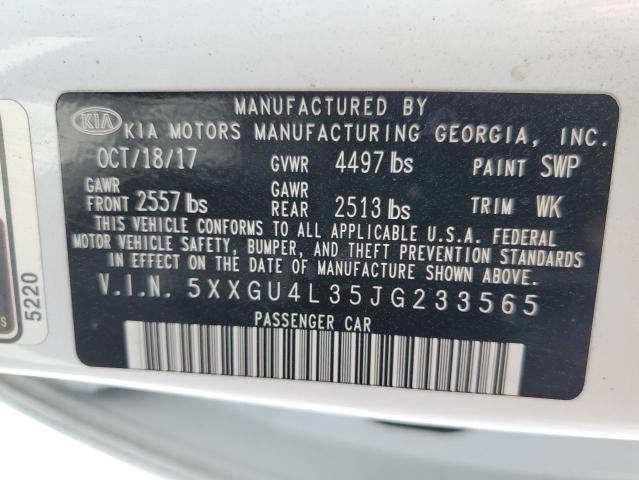 MANUFACTURED BY
KIA KIA MOTORS MANUFACTURING GEORGIA, INC.
OCT/18/17 GVWR 4497 lbs PAINT SWP
GAWR FRONT 2557 lbs GAWR REAR 2513 lbs TRIM WK
THIS VEHICLE CONFORMS TO ALL APPLICABLE U.S.A. FEDERAL
MOTOR VEHICLE SAFETY, BUMPER, AND THEFT PREVENTION STANDARDS
IN EFFECT ON THE DATE OF MANUFACTURE SHOWN ABOVE.
V.I.N. 5XXGU4L35JG233565
PASSENGER CAR
5220